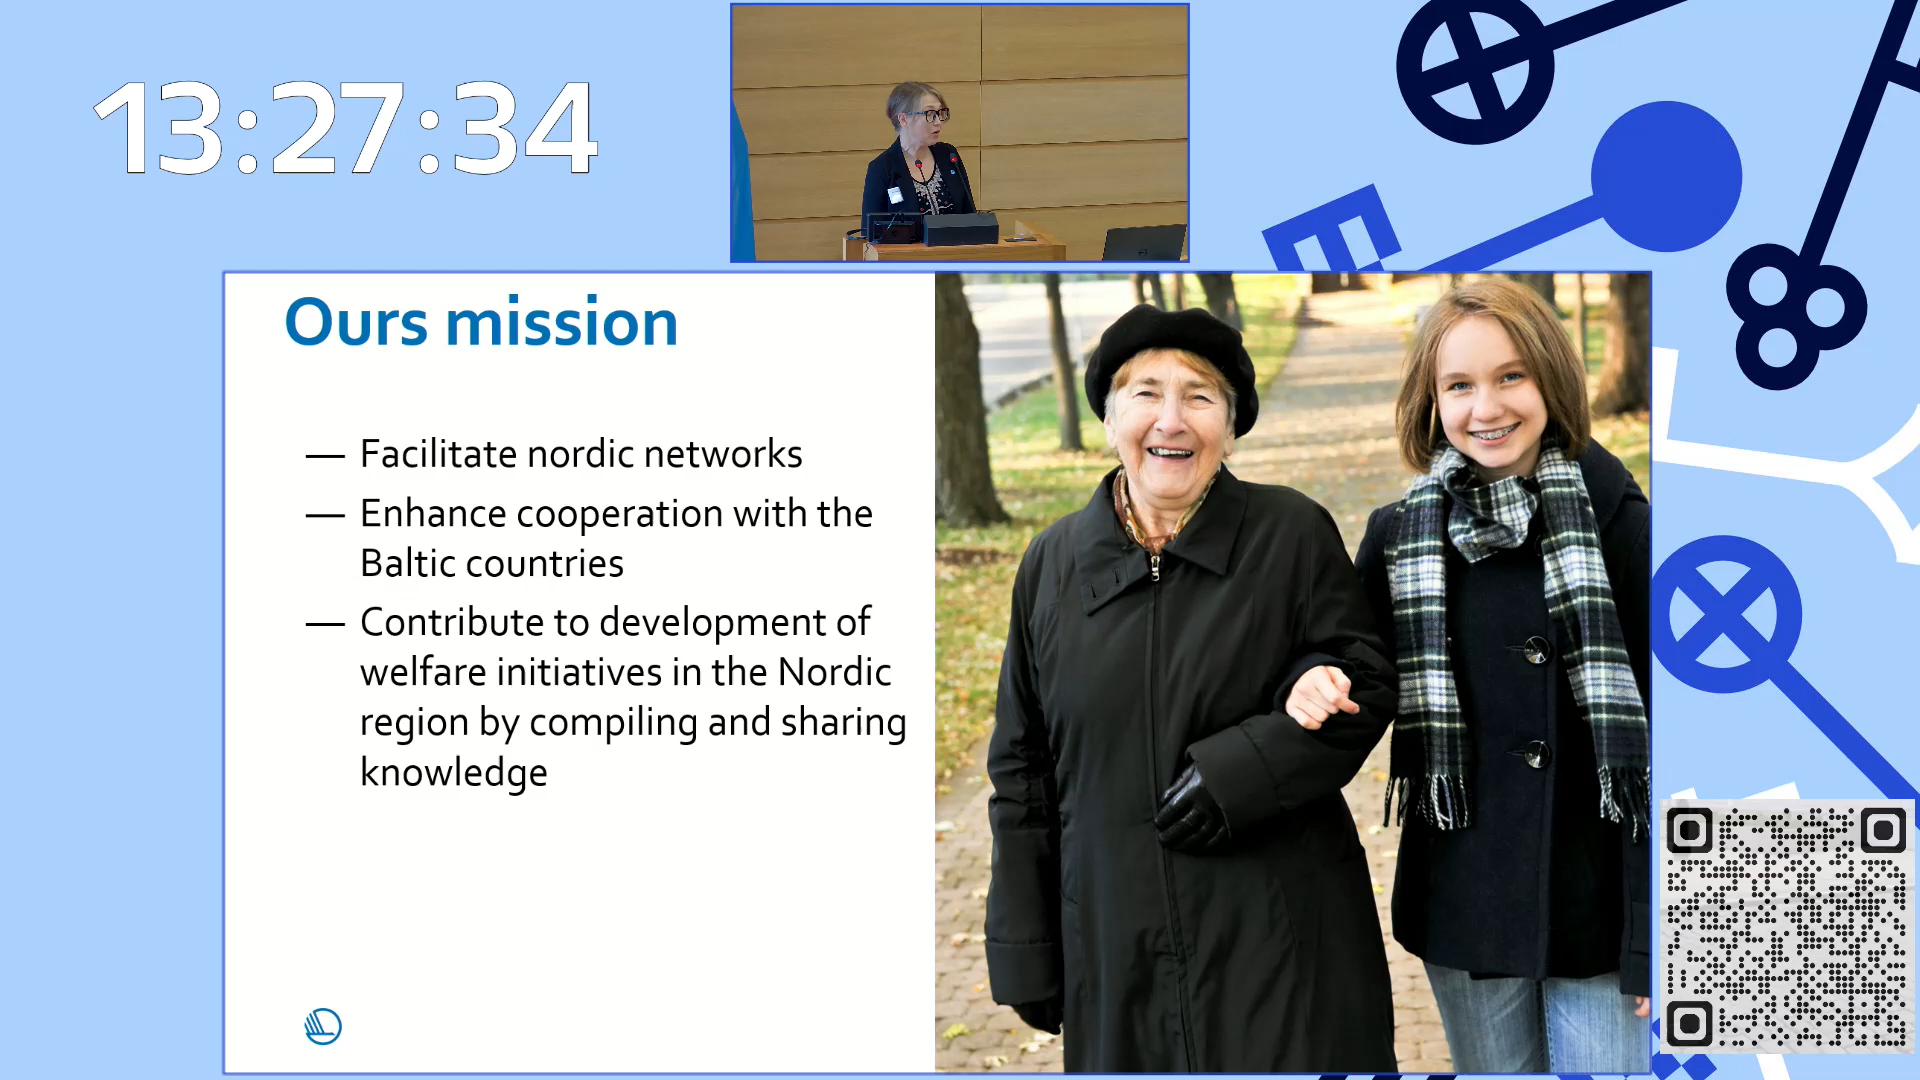 13:27:34
Ours mission
— Facilitate nordic networks
— Enhance cooperation with the
Baltic countries
— Contribute to development of
welfare initiatives in the Nordic
region by compiling and sharing
knowledge